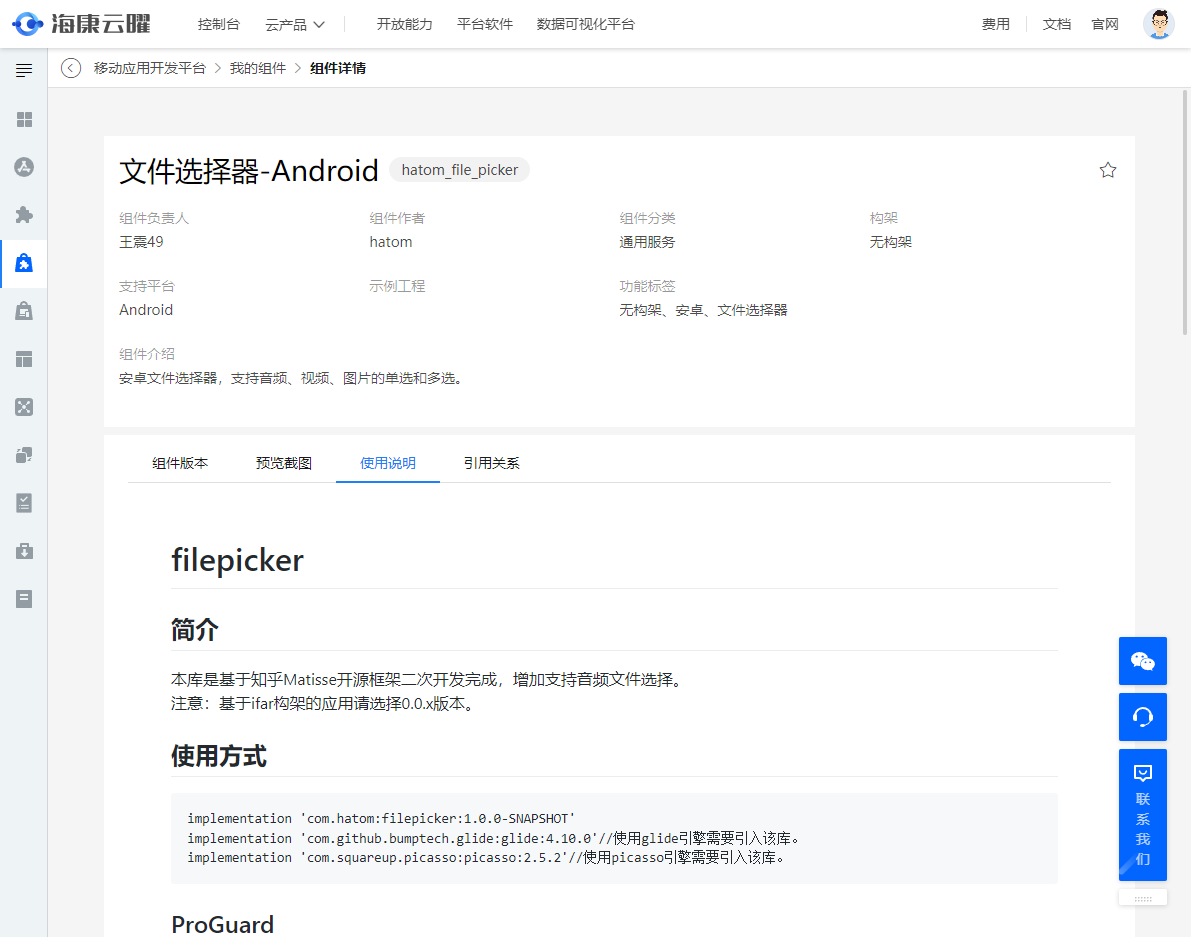 海康云曜 控制台 云产品 开放能力 平台软件 数据可视化平台 费用 文档 官网
移动应用开发平台 > 我的组件 > 组件详情
文件选择器-Android hatom_file_picker
组件负责人 组件作者 组件分类 构架
王震49 hatom 通用服务 无构架
支持平台 示例工程 功能标签
Android 无构架、安卓、文件选择器
组件介绍
安卓文件选择器，支持音频、视频、图片的单选和多选。
组件版本 预览截图 使用说明 引用关系
filepicker
简介
本库是基于知乎Matisse开源框架二次开发完成，增加支持音频文件选择。
注意：基于ifar构架的应用请选择0.0.x版本。
使用方式
implementation 'com.hatom:filepicker:1.0.0-SNAPSHOT'
implementation 'com.github.bumptech.glide:glide:4.10.0'//使用glide引擎需要引入该库。
implementation 'com.squareup.picasso:picasso:2.5.2'//使用picasso引擎需要引入该库。
ProGuard
联
系
我
们